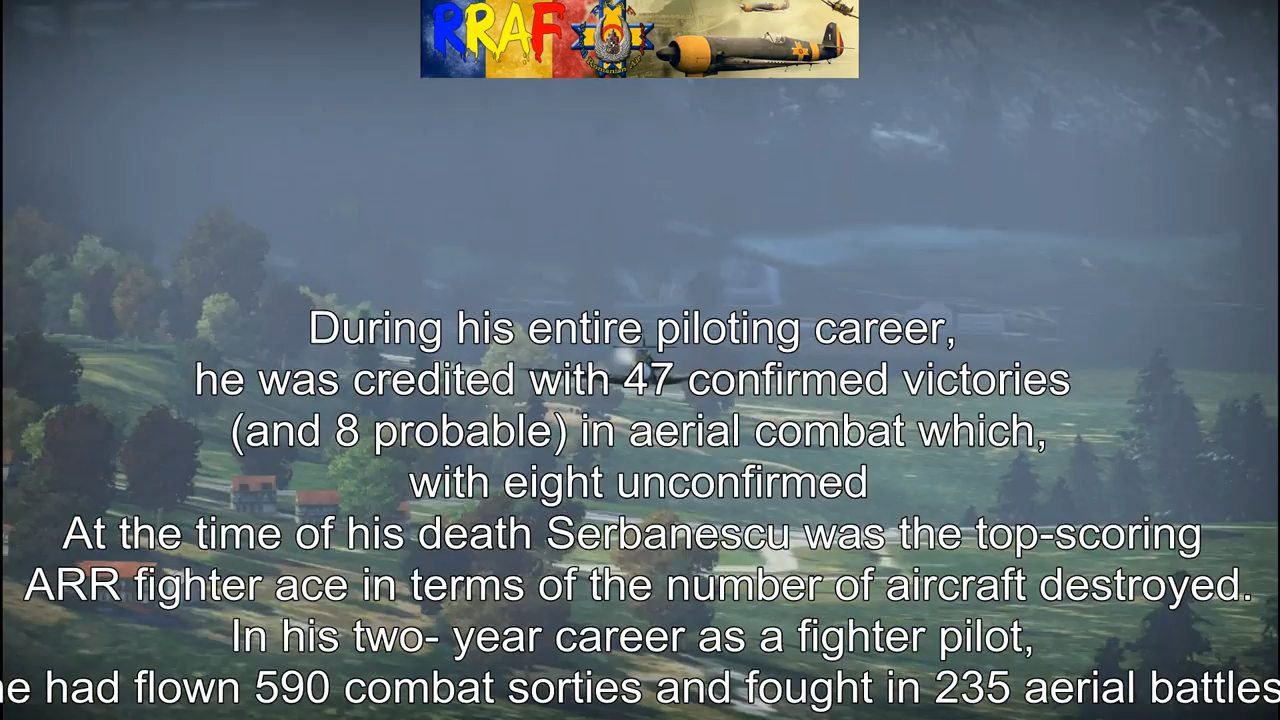 RRAF
During his entire piloting career,
he was credited with 47 confirmed victories
(and 8 probable) in aerial combat which,
with eight unconfirmed
At the time of his death Serbanescu was the top-scoring
ARR fighter ace in terms of the number of aircraft destroyed.
In his two- year career as a fighter pilot,
he had flown 590 combat sorties and fought in 235 aerial battles